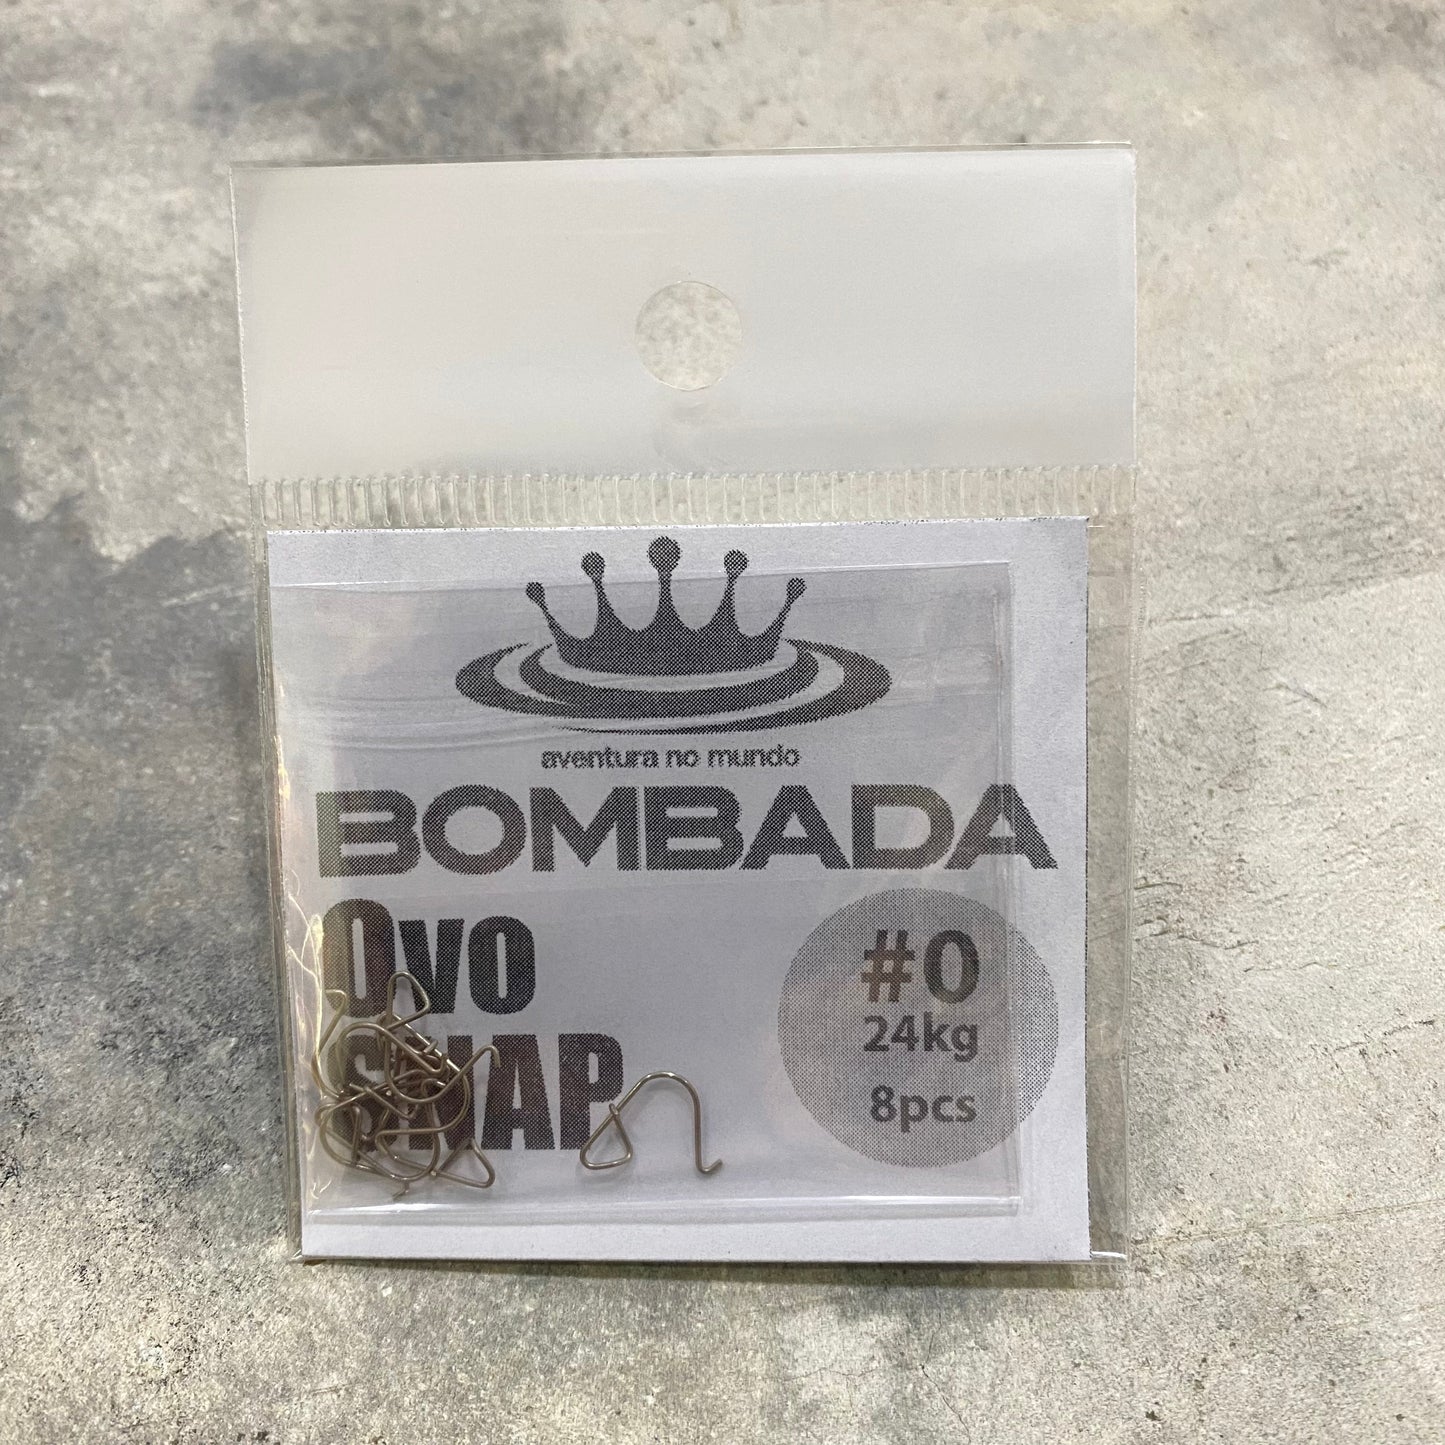 aventura no mundo
BOMBADA
OVO
SNAP
#0
24kg
8pcs